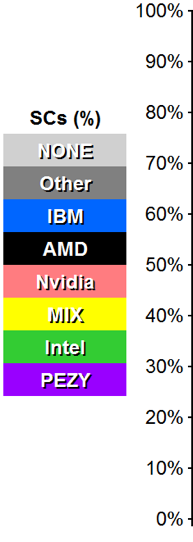 100%
90%
SCs (%)
80%
NONE
70%
Other
IBM
60%
AMD
50%
Nvidia
MIX
40%
Intel
30%
PEZY
20%
10%
0%